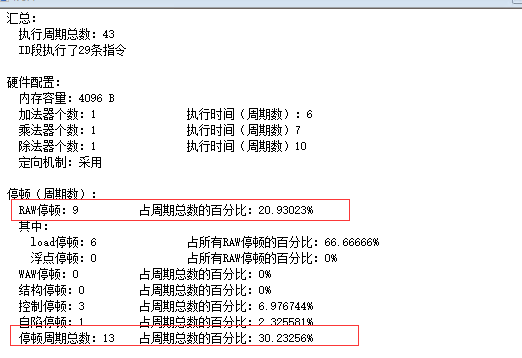 汇总:
执行周期总数: 43
ID段执行了29条指令
硬件配置:
内存容量: 4096 B
加法器个数: 1 执行时间（周期数）: 6
乘法器个数: 1 执行时间（周期数）7
除法器个数: 1 执行时间（周期数）10
定向机制: 采用
停顿（周期数）:
RAW停顿: 9 占周期总数的百分比: 20.93023%
其中:
load停顿: 6 占所有RAW停顿的百分比: 66.66666%
浮点停顿: 0 占所有RAW停顿的百分比: 0%
WAW停顿: 0 占周期总数的百分比: 0%
结构停顿: 0 占周期总数的百分比: 0%
控制停顿: 3 占周期总数的百分比: 6.976744%
自陷停顿: 1 占周期总数的百分比: 2.325581%
停顿周期总数: 13 占周期总数的百分比: 30.23256%